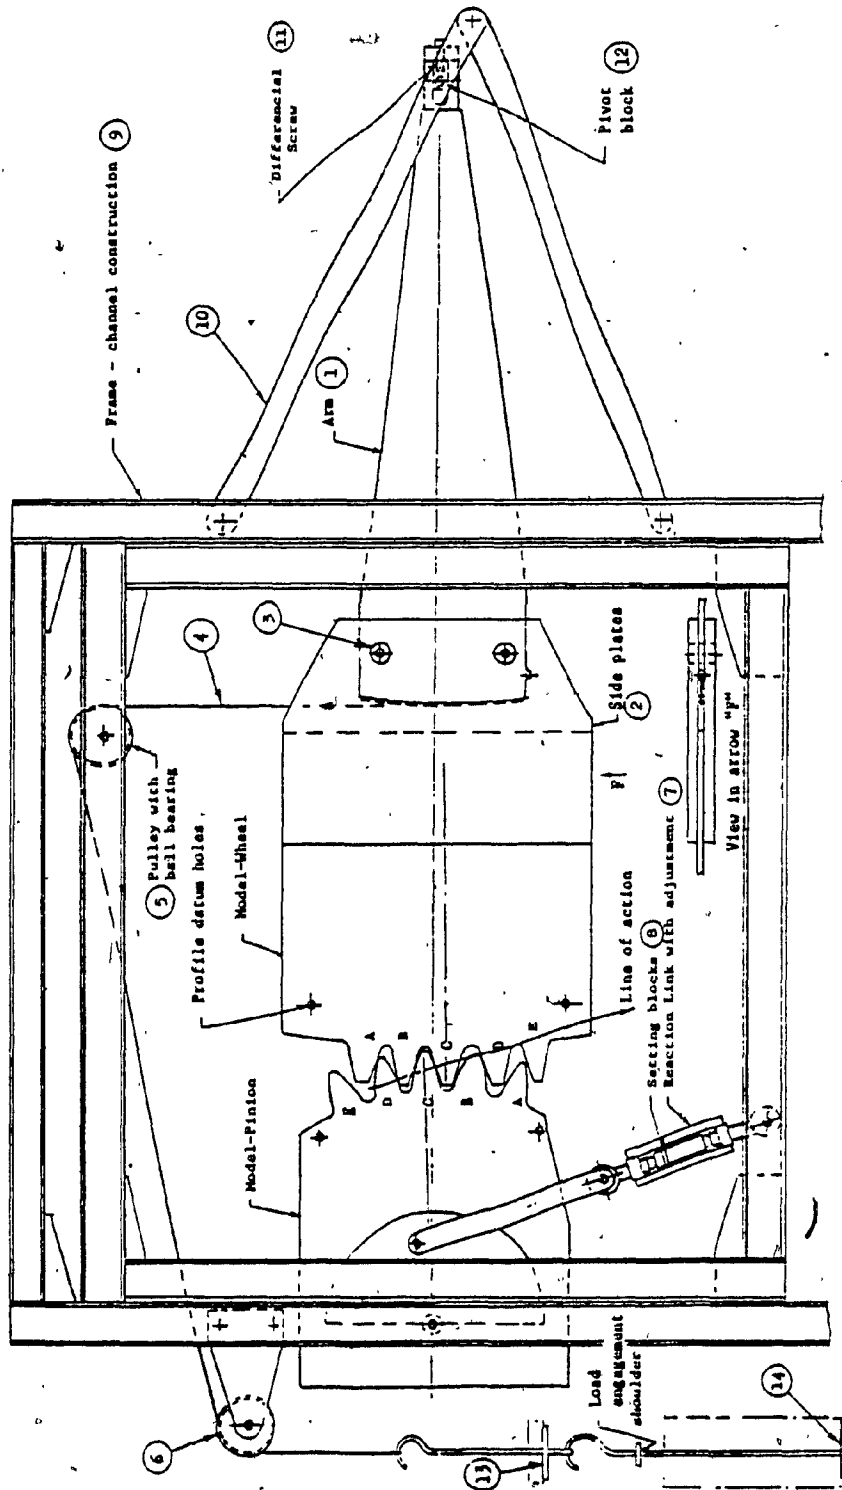 Frame - channel construction 9
10
Arm 1
11
Differencial
Screw
12
Pivot
block
3
4
Side plates
2
F
View in arrow "F"
5 Pulley with
ball bearing
Profile datum holes
Model-Wheel
Line of action
Setting blocks 8
Reaction Link with adjustment 7
A
B
C
D
E
E
D
C
B
A
Model-Pinion
6
13
Load
engagement
shoulder
14